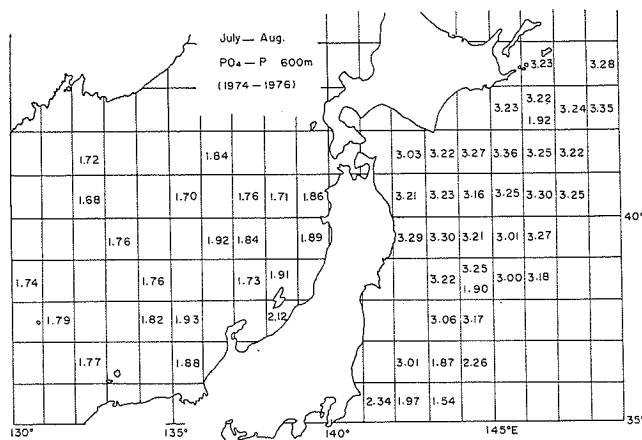 July — Aug.
PO₄ — P 600m
(1974 — 1976)
3.23 3.28
3.23 3.22 3.24 3.35
1.92
1.72 1.84 3.03 3.22 3.27 3.36 3.25 3.22
1.68 1.70 1.76 1.71 1.86 3.21 3.23 3.16 3.25 3.30 3.25
40°
1.76 1.92 1.84 1.89 3.29 3.30 3.21 3.01 3.27
1.74 1.76 1.73 1.91 3.22 3.25 3.00 3.18
1.90
1.79 1.82 1.93 2.12 3.06 3.17
1.77 1.88 3.01 1.87 2.26
2.34 1.97 1.54
130° 135° 140° 145°E 35°